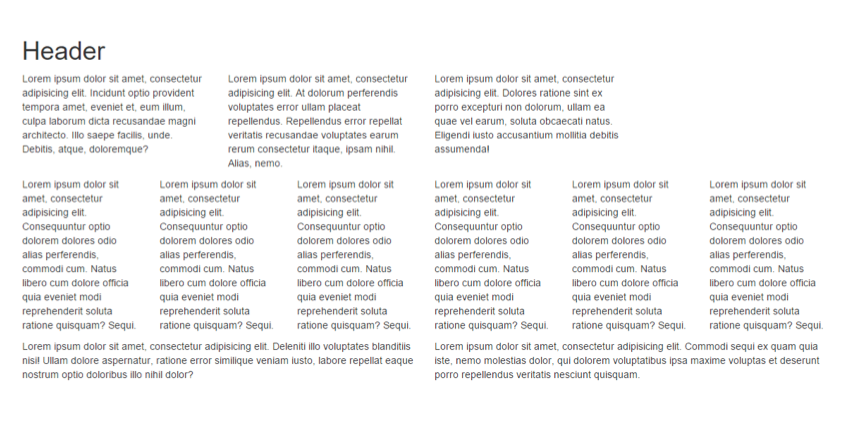 Header
Lorem ipsum dolor sit amet, consectetur
adipisicing elit. Incidunt optio provident
tempora amet, eveniet et, eum illum,
culpa laborum dicta recusandae magni
architecto. Illo saepe facilis, unde.
Debitis, atque, doloremque?
Lorem ipsum dolor sit amet, consectetur
adipisicing elit. At dolorum perferendis
voluptates error ullam placeat
repellendus. Repellendus error repellat
veritatis recusandae voluptates earum
rerum consectetur itaque, ipsam nihil.
Alias, nemo.
Lorem ipsum dolor sit amet, consectetur
adipisicing elit. Dolores ratione sint ex
porro excepturi non dolorum, ullam ea
quae vel earum, soluta obcaecati natus.
Eligendi iusto accusantium mollitia debitis
assumenda!
Lorem ipsum dolor sit
amet, consectetur
adipisicing elit.
Consequuntur optio
dolorem dolores odio
alias perferendis,
commodi cum. Natus
libero cum dolore officia
quia eveniet modi
reprehenderit soluta
ratione quisquam? Sequi.
Lorem ipsum dolor sit
amet, consectetur
adipisicing elit.
Consequuntur optio
dolorem dolores odio
alias perferendis,
commodi cum. Natus
libero cum dolore officia
quia eveniet modi
reprehenderit soluta
ratione quisquam? Sequi.
Lorem ipsum dolor sit
amet, consectetur
adipisicing elit.
Consequuntur optio
dolorem dolores odio
alias perferendis,
commodi cum. Natus
libero cum dolore officia
quia eveniet modi
reprehenderit soluta
ratione quisquam? Sequi.
Lorem ipsum dolor sit
amet, consectetur
adipisicing elit.
Consequuntur optio
dolorem dolores odio
alias perferendis,
commodi cum. Natus
libero cum dolore officia
quia eveniet modi
reprehenderit soluta
ratione quisquam? Sequi.
Lorem ipsum dolor sit
amet, consectetur
adipisicing elit.
Consequuntur optio
dolorem dolores odio
alias perferendis,
commodi cum. Natus
libero cum dolore officia
quia eveniet modi
reprehenderit soluta
ratione quisquam? Sequi.
Lorem ipsum dolor sit
amet, consectetur
adipisicing elit.
Consequuntur optio
dolorem dolores odio
alias perferendis,
commodi cum. Natus
libero cum dolore officia
quia eveniet modi
reprehenderit soluta
ratione quisquam? Sequi.
Lorem ipsum dolor sit amet, consectetur adipisicing elit. Deleniti illo voluptates blanditiis
nisi! Ullam dolore aspernatur, ratione error similique veniam iusto, labore repellat eaque
nostrum optio doloribus illo nihil dolor?
Lorem ipsum dolor sit amet, consectetur adipisicing elit. Commodi sequi ex quam quia
iste, nemo molestias dolor, qui dolorem voluptatibus ipsa maxime voluptas et deserunt
porro repellendus veritatis nesciunt quisquam.